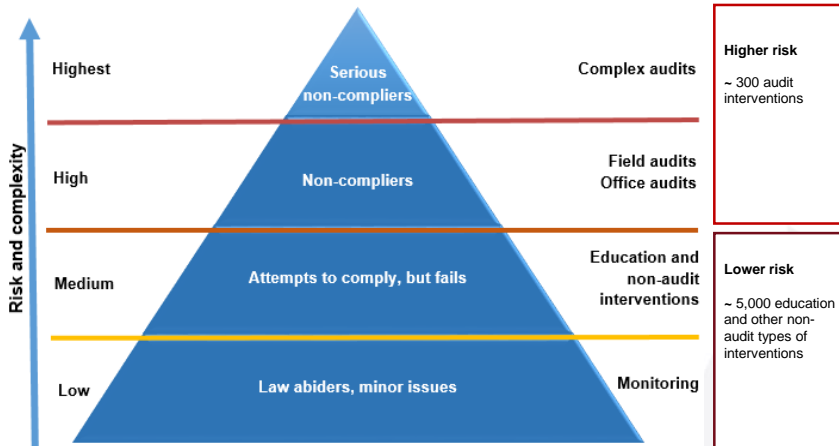 Risk and complexity
Highest
Serious
non-compliers
Complex audits
High
Non-compliers
Field audits
Office audits
Medium
Attempts to comply, but fails
Education and
non-audit
interventions
Low
Law abiders, minor issues
Monitoring
Higher risk
~ 300 audit
interventions
Lower risk
~ 5,000 education
and other non-
audit types of
interventions